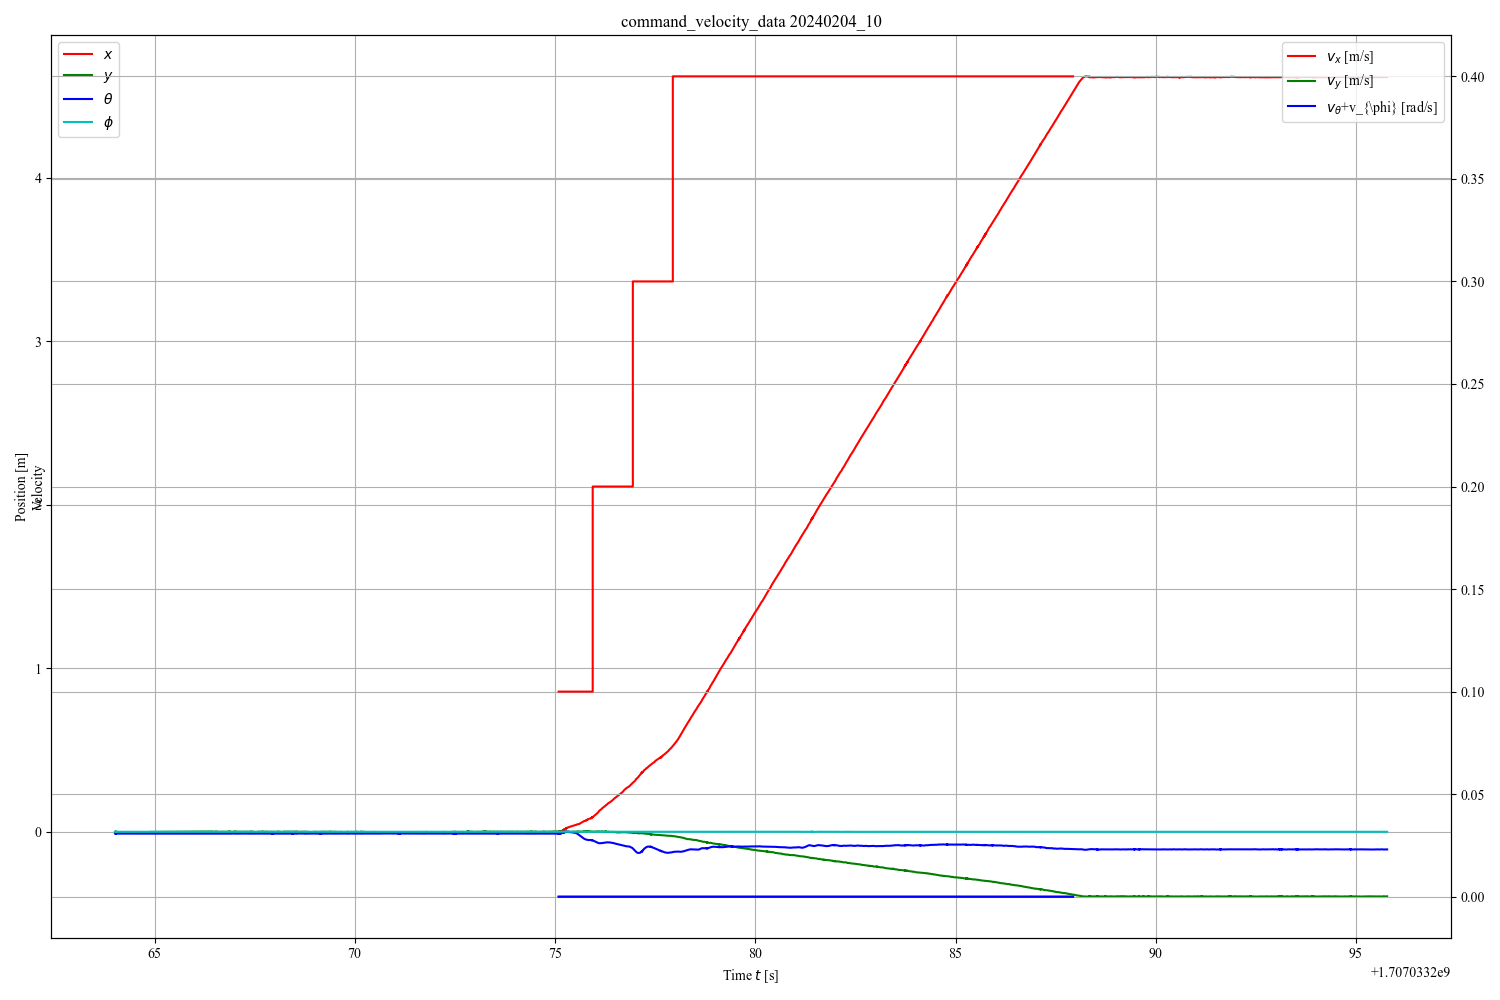 command_velocity_data 20240204_10
x
y
θ
ϕ
v_x [m/s]
v_y [m/s]
v_θ+v_{\phi} [rad/s]
4
3
2
1
0
Position [m]
Velocity
0.40
0.35
0.30
0.25
0.20
0.15
0.10
0.05
0.00
65 70 75 80 85 90 95
+1.7070332e9
Time t [s]